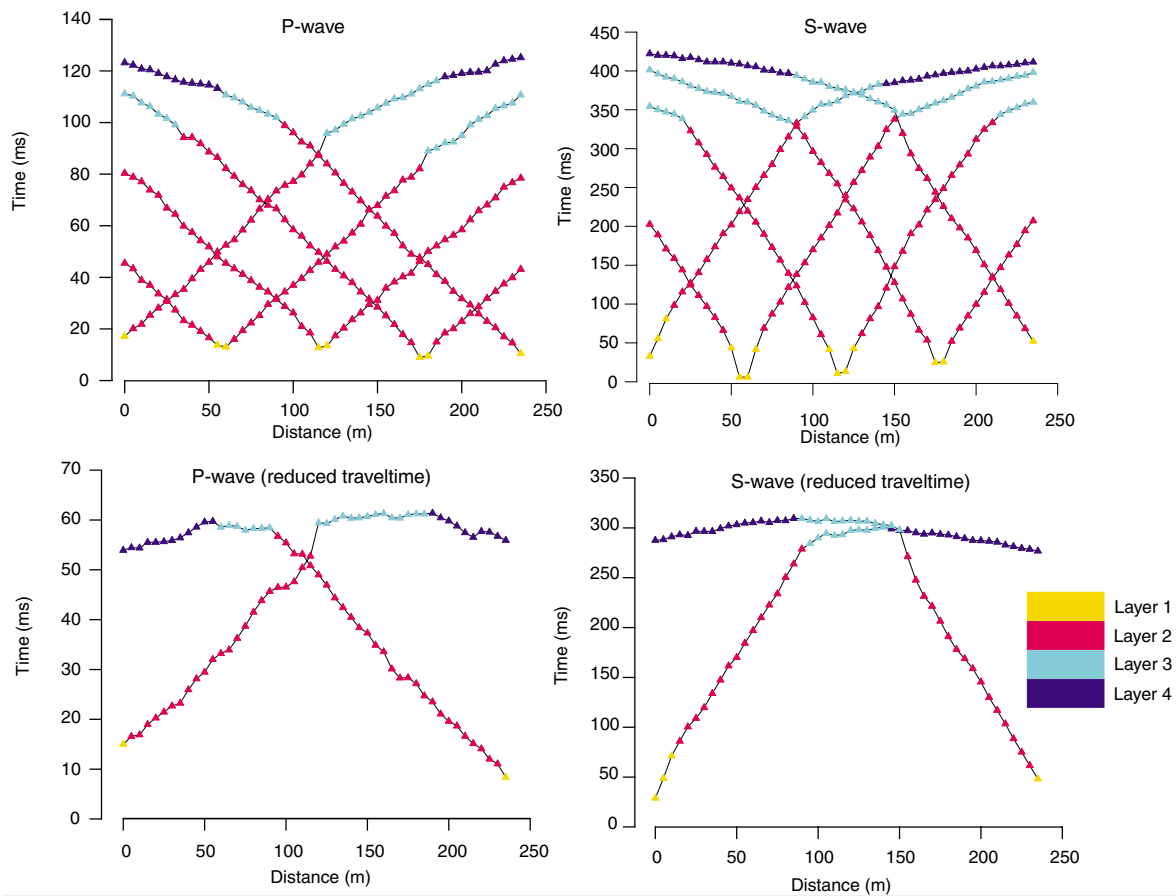 P-wave
140
120
100
80
60
40
20
0
Time (ms)
0 50 100 150 200 250
Distance (m)
S-wave
450
400
350
300
250
200
150
100
50
0
Time (ms)
0 50 100 150 200 250
Distance (m)
P-wave (reduced traveltime)
70
60
50
40
30
20
10
0
Time (ms)
0 50 100 150 200 250
Distance (m)
S-wave (reduced traveltime)
350
300
250
200
150
100
50
0
Time (ms)
0 50 100 150 200 250
Distance (m)
Layer 1
Layer 2
Layer 3
Layer 4